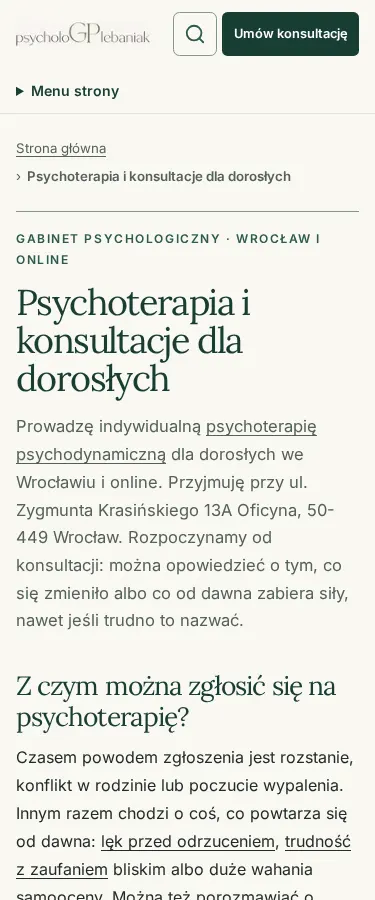 psycholoGPlebaniak
Umów konsultację
Menu strony
Strona główna
› Psychoterapia i konsultacje dla dorosłych
GABINET PSYCHOLOGICZNY · WROCŁAW I
ONLINE
Psychoterapia i
konsultacje dla
dorosłych
Prowadzę indywidualną psychoterapię
psychodynamiczną dla dorosłych we
Wrocławiu i online. Przyjmuję przy ul.
Zygmunta Krasińskiego 13A Oficyna, 50-
449 Wrocław. Rozpoczynamy od
konsultacji: można opowiedzieć o tym, co
się zmieniło albo co od dawna zabiera siły,
nawet jeśli trudno to nazwać.
Z czym można zgłosić się na
psychoterapię?
Czasem powodem zgłoszenia jest rozstanie,
konflikt w rodzinie lub poczucie wypalenia.
Innym razem chodzi o coś, co powtarza się
od dawna: lęk przed odrzuceniem, trudność
z zaufaniem bliskim albo duże wahania
samooceny. Można też porozmawiać o